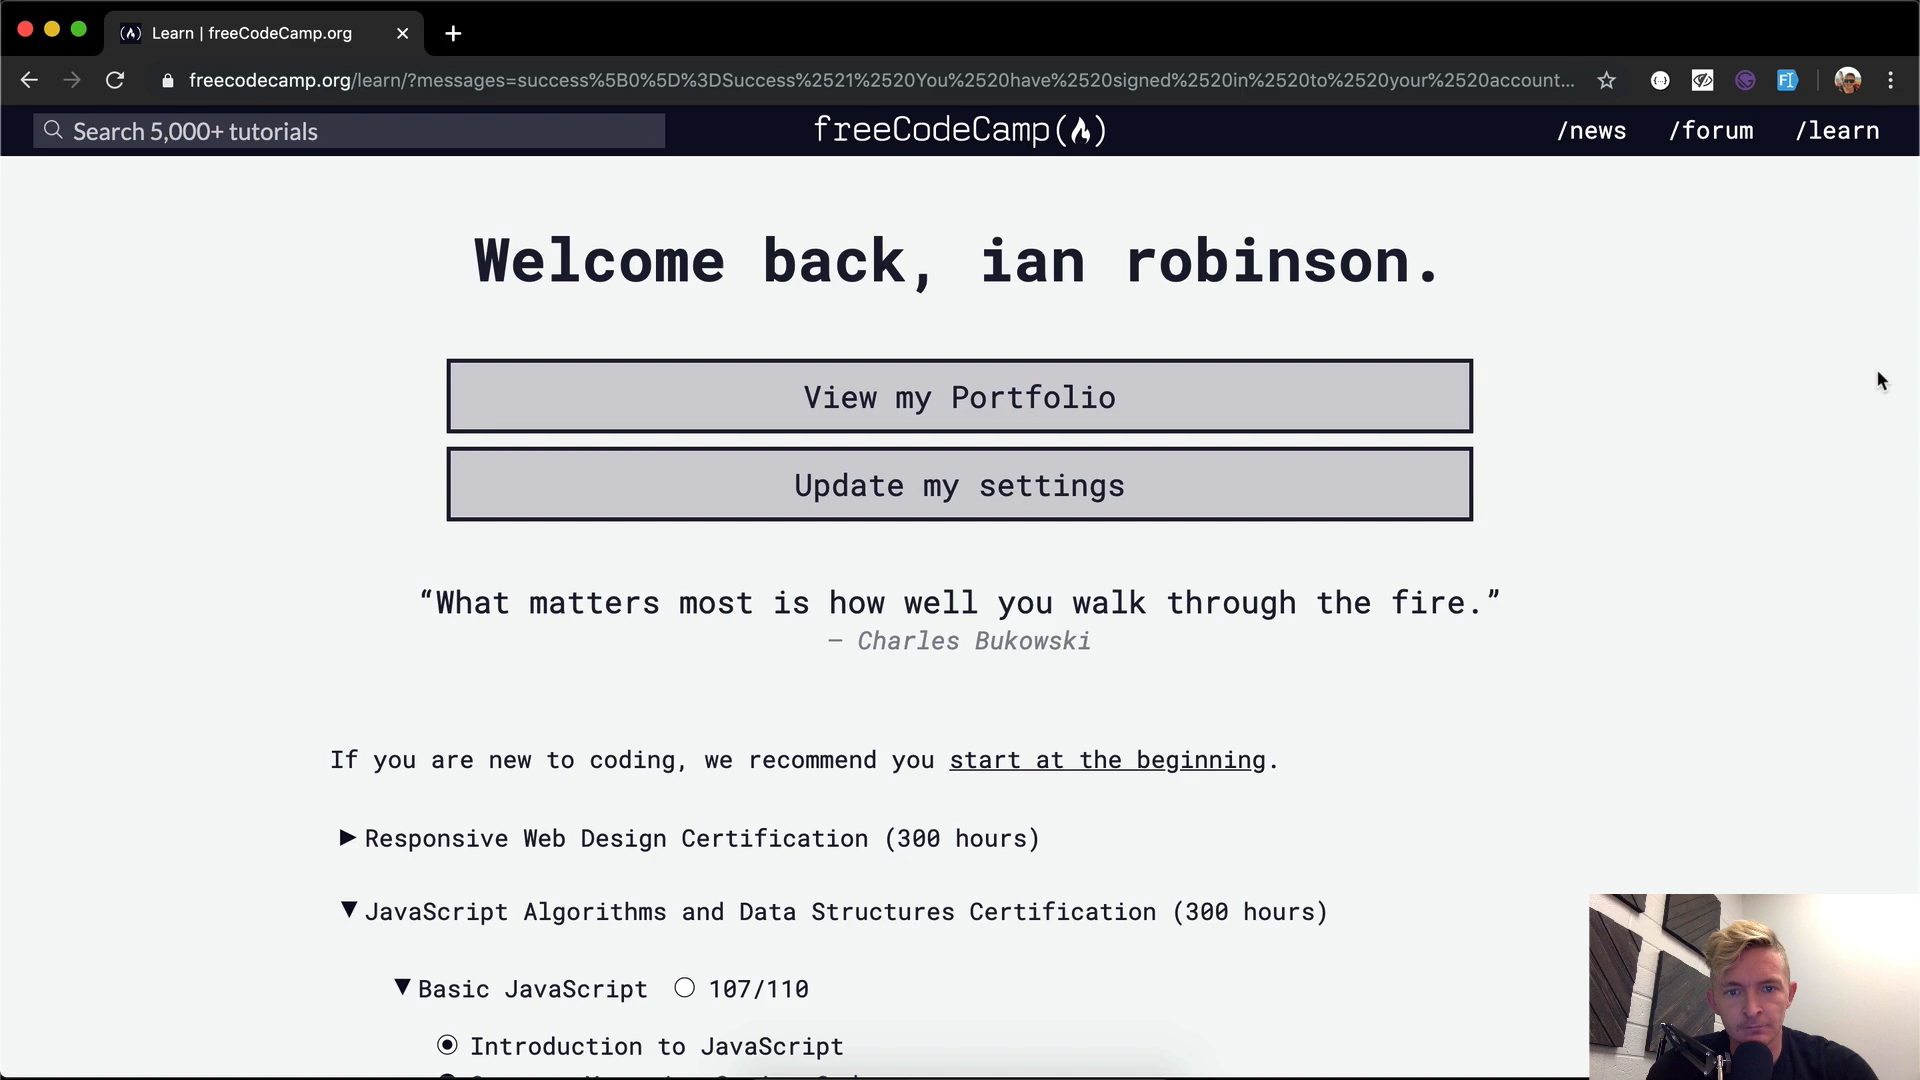 Learn | freeCodeCamp.org
freecodecamp.org/learn/?messages=success%5B0%5D%3DSuccess%2521%2520You%2520have%2520signed%2520in%2520to%2520your%2520account...
Search 5,000+ tutorials
freeCodeCamp
/news
/forum
/learn
Welcome back, ian robinson.
View my Portfolio
Update my settings
“What matters most is how well you walk through the fire.”
— Charles Bukowski
If you are new to coding, we recommend you start at the beginning.
Responsive Web Design Certification (300 hours)
JavaScript Algorithms and Data Structures Certification (300 hours)
Basic JavaScript 107/110
Introduction to JavaScript